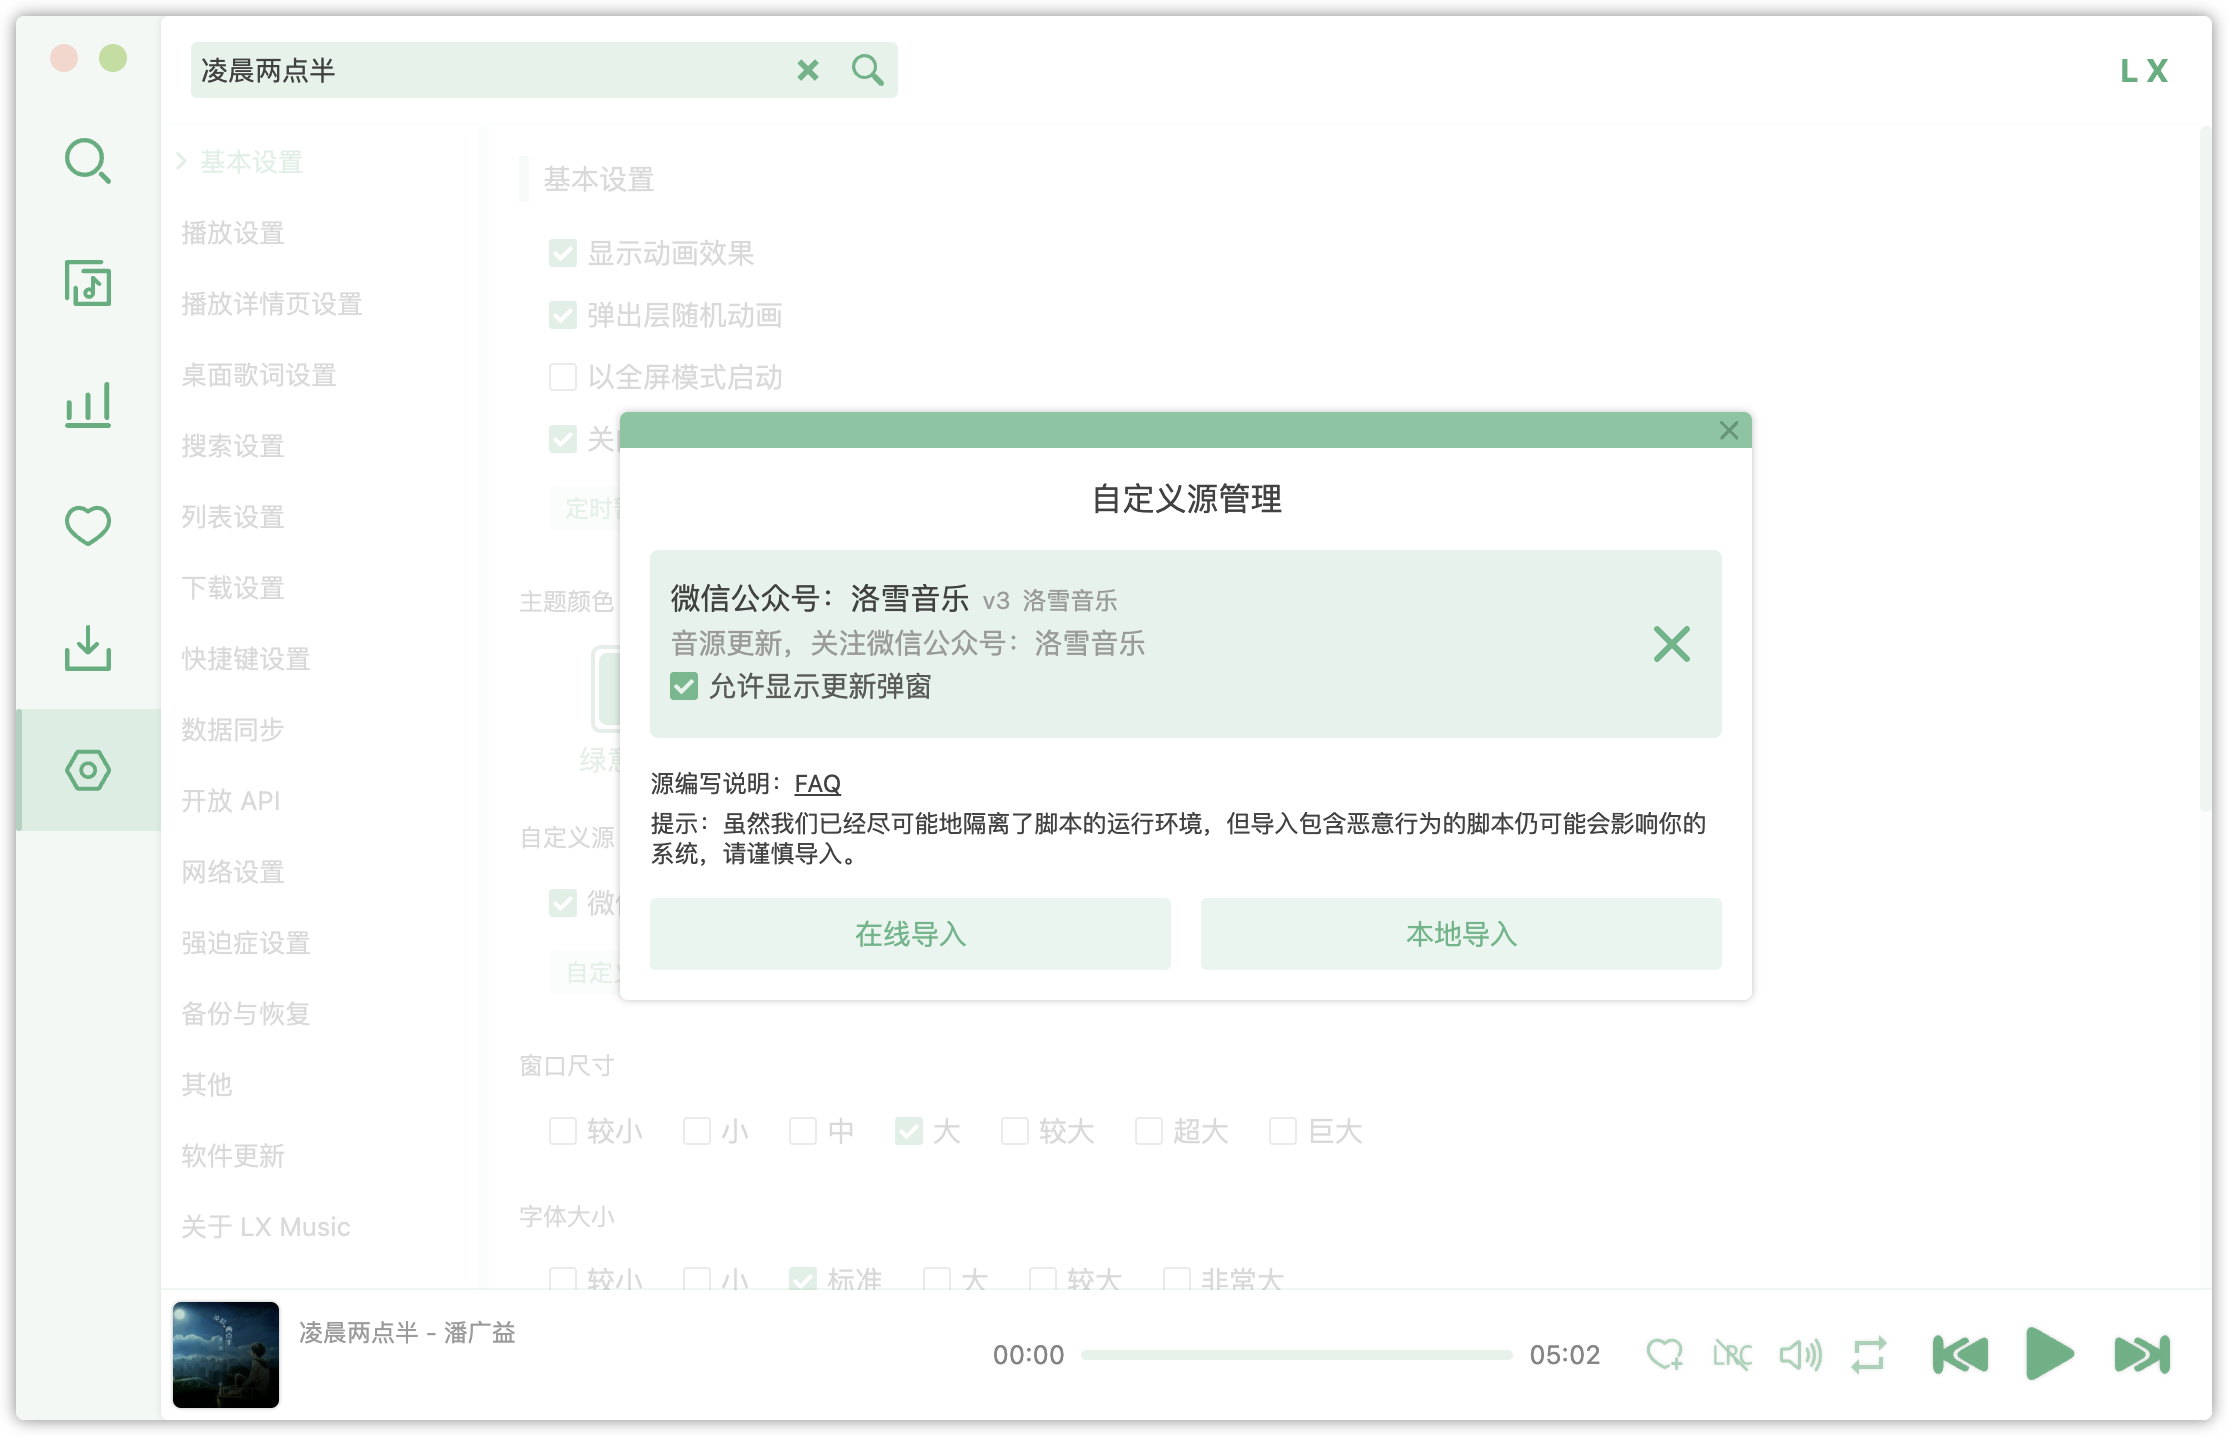 凌晨两点半
LX
基本设置
播放设置
播放详情页设置
桌面歌词设置
搜索设置
列表设置
下载设置
快捷键设置
数据同步
开放 API
网络设置
强迫症设置
备份与恢复
其他
软件更新
关于 LX Music
基本设置
显示动画效果
弹出层随机动画
以全屏模式启动
关
定时
主题颜色
绿意
自定义源
微信
自定义
自定义源管理
微信公众号：洛雪音乐 v3 洛雪音乐
音源更新，关注微信公众号：洛雪音乐
允许显示更新弹窗
源编写说明：FAQ
提示：虽然我们已经尽可能地隔离了脚本的运行环境，但导入包含恶意行为的脚本仍可能会影响你的
系统，请谨慎导入。
在线导入 本地导入
窗口尺寸
较小 小 中 大 较大 超大 巨大
字体大小
较小 小 标准 大 较大 非常大
凌晨两点半 - 潘广益
00:00 05:02
LRC